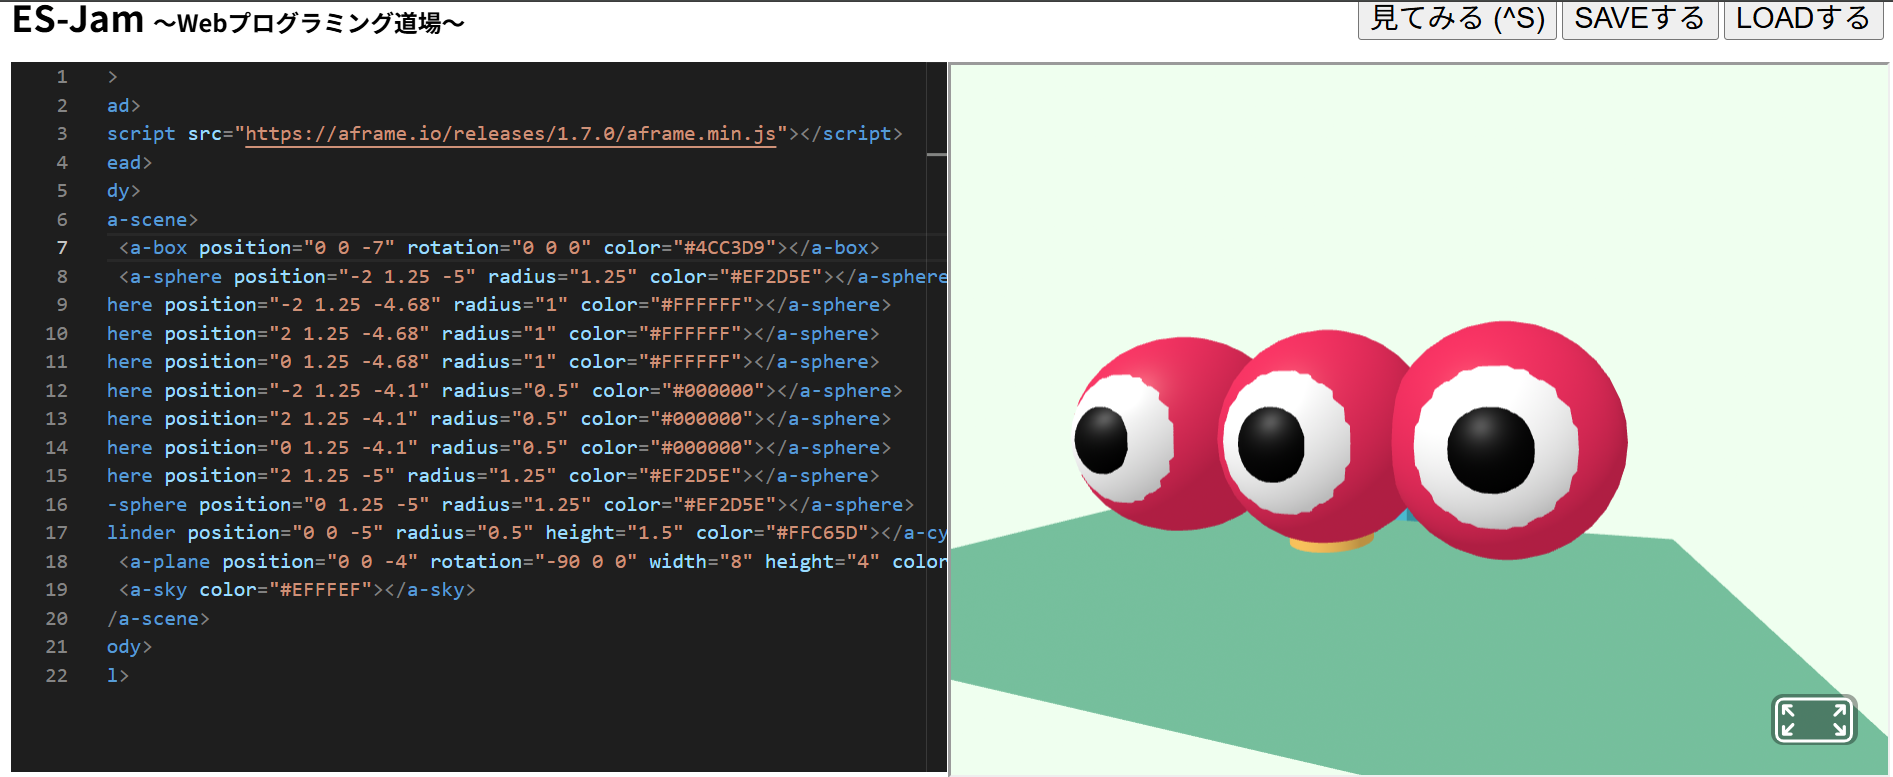 ES-Jam ～Webプログラミング道場～
見てみる (^S) SAVEする LOADする
1 >
2 ad>
3 script src="https://aframe.io/releases/1.7.0/aframe.min.js"></script>
4 ead>
5 dy>
6 a-scene>
7 <a-box position="0 0 -7" rotation="0 0 0" color="#4CC3D9"></a-box>
8 <a-sphere position="-2 1.25 -5" radius="1.25" color="#EF2D5E"></a-sphere
9 here position="-2 1.25 -4.68" radius="1" color="#FFFFFF"></a-sphere>
10 here position="2 1.25 -4.68" radius="1" color="#FFFFFF"></a-sphere>
11 here position="0 1.25 -4.68" radius="1" color="#FFFFFF"></a-sphere>
12 here position="-2 1.25 -4.1" radius="0.5" color="#000000"></a-sphere>
13 here position="2 1.25 -4.1" radius="0.5" color="#000000"></a-sphere>
14 here position="0 1.25 -4.1" radius="0.5" color="#000000"></a-sphere>
15 here position="2 1.25 -5" radius="1.25" color="#EF2D5E"></a-sphere>
16 -sphere position="0 1.25 -5" radius="1.25" color="#EF2D5E"></a-sphere>
17 linder position="0 0 -5" radius="0.5" height="1.5" color="#FFC65D"></a-cy
18 <a-plane position="0 0 -4" rotation="-90 0 0" width="8" height="4" color
19 <a-sky color="#EFFFEF"></a-sky>
20 /a-scene>
21 ody>
22 l>